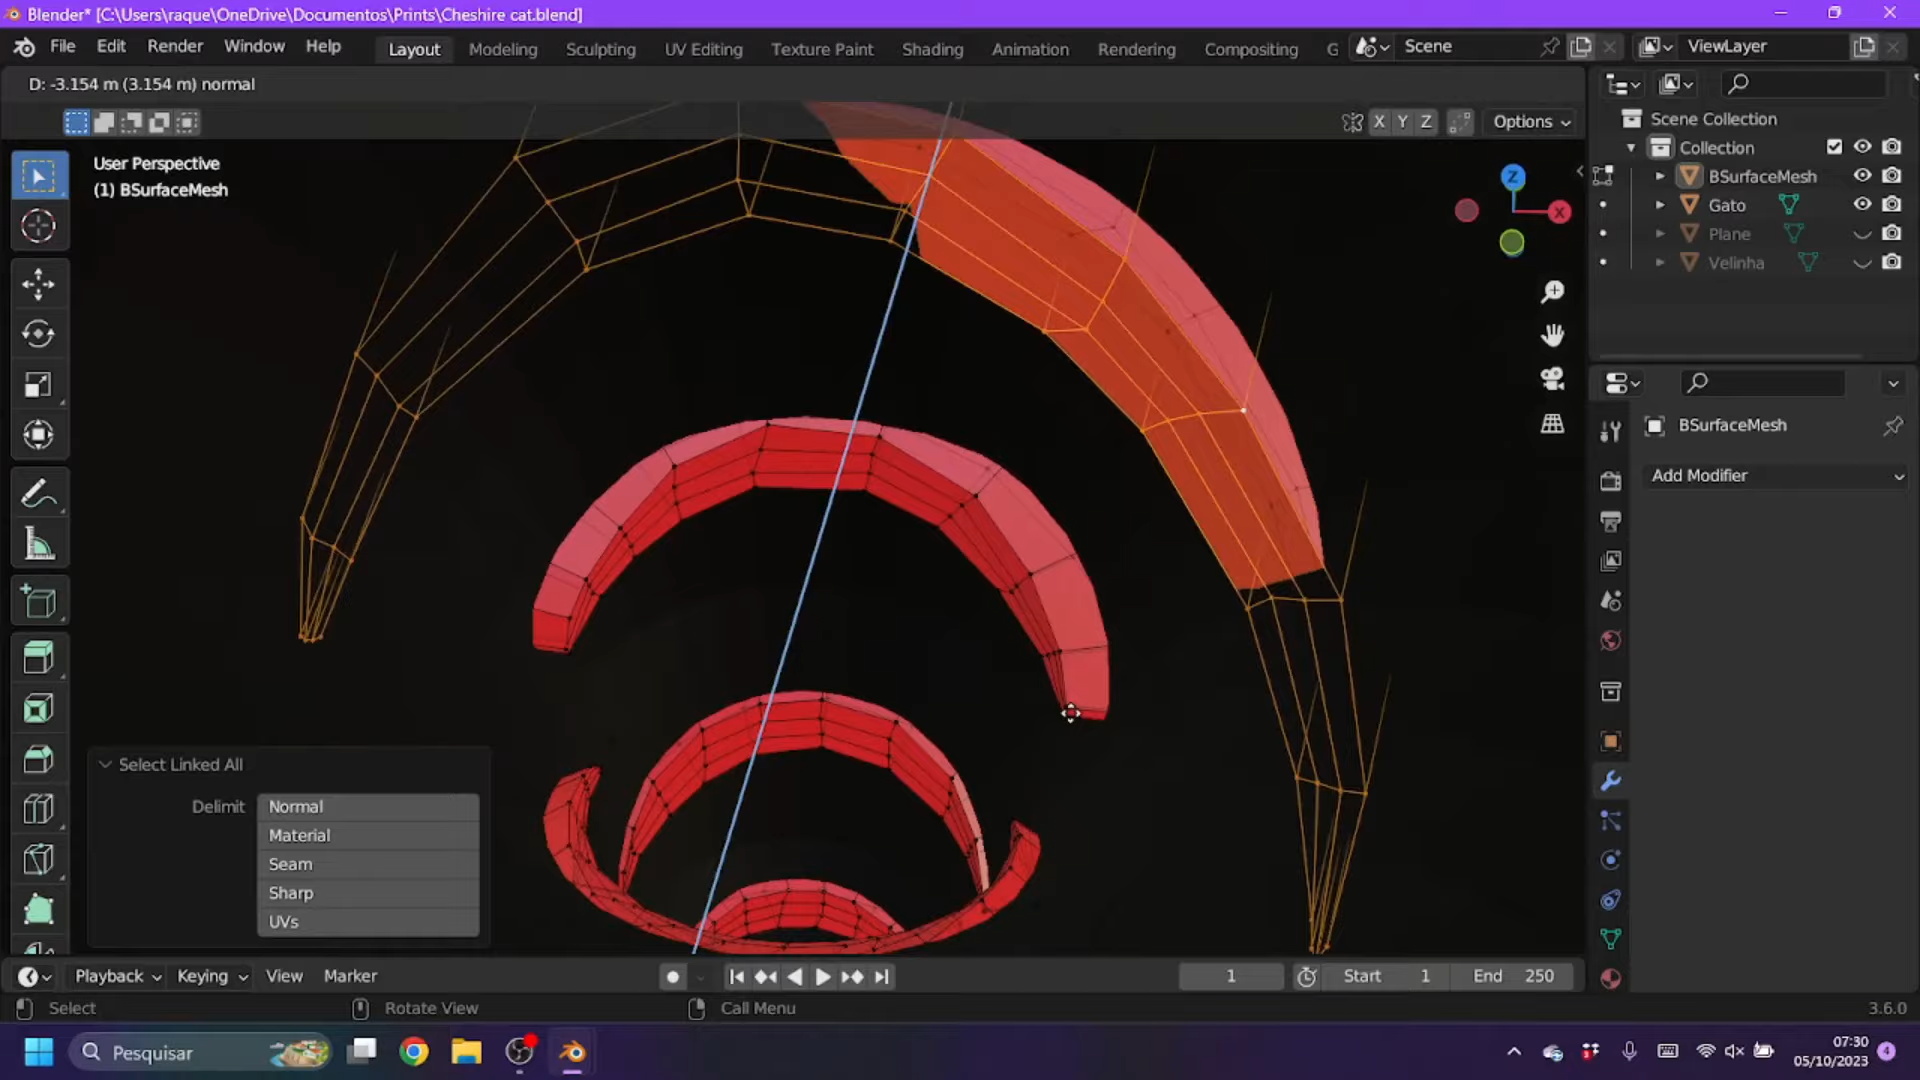 Blender* [C:\Users\raque\OneDrive\Documentos\Prints\Cheshire cat.blend]
File Edit Render Window Help Layout Modeling Sculpting UV Editing Texture Paint Shading Animation Rendering Compositing G Scene ViewLayer
D: -3.154 m (3.154 m) normal
X Y Z Options
User Perspective
(1) BSurfaceMesh
Z
X
Scene Collection
Collection
BSurfaceMesh
Gato
Plane
Velinha
BSurfaceMesh
Add Modifier
Select Linked All
Delimit Normal
Material
Seam
Sharp
UVs
Playback Keying View Marker 1 Start 1 End 250
Select Rotate View Call Menu 3.6.0
Pesquisar
07:30
05/10/2023
4